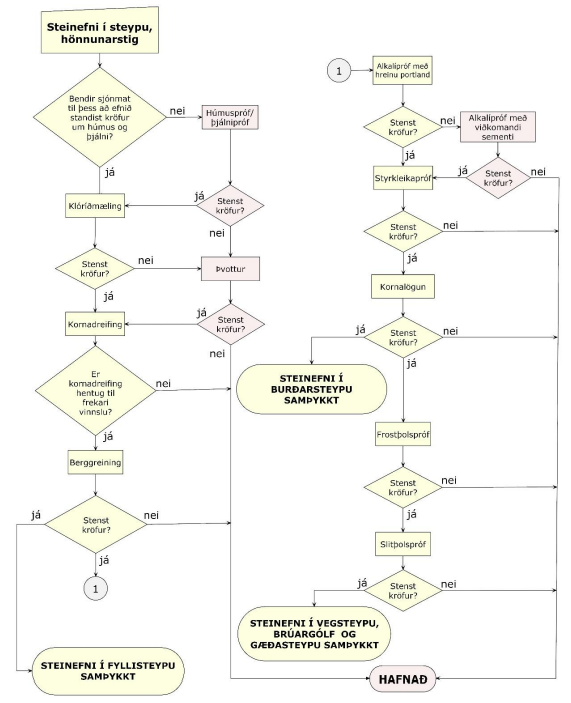 Steinefni í steypu,
hönnunarstig
Bendir sjónmat
til þess að efnið
standist kröfur
um húmus og
þjálni?
nei
Húmuspróf/
þjálnipróf
já
Klóríðmæling
já
Stenst
kröfur?
nei
Stenst
kröfur?
nei
Þvottur
já
Kornadreifing
já
Stenst
kröfur?
nei
Er
kornadreifing
hentug til
frekari
vinnslu?
nei
já
Berggreining
já
Stenst
kröfur?
nei
já
1
STEINEFNI Í FYLLISTEYPU
SAMÞYKKT
1
Alkalípróf með
hreinu portland
Stenst
kröfur?
nei
Alkalípróf með
viðkomandi
sementi
já
Styrkleikapróf
já
Stenst
kröfur?
nei
Stenst
kröfur?
nei
já
Kornalögun
já
Stenst
kröfur?
nei
já
STEINEFNI Í
BURÐARSTEYPU
SAMÞYKKT
Frostþolspróf
Stenst
kröfur?
nei
já
Slitþolspróf
já
Stenst
kröfur?
nei
STEINEFNI Í VEGSTEYPU,
BRÚARGÓLF OG
GÆÐASTEYPU SAMÞYKKT
HAFNAÐ